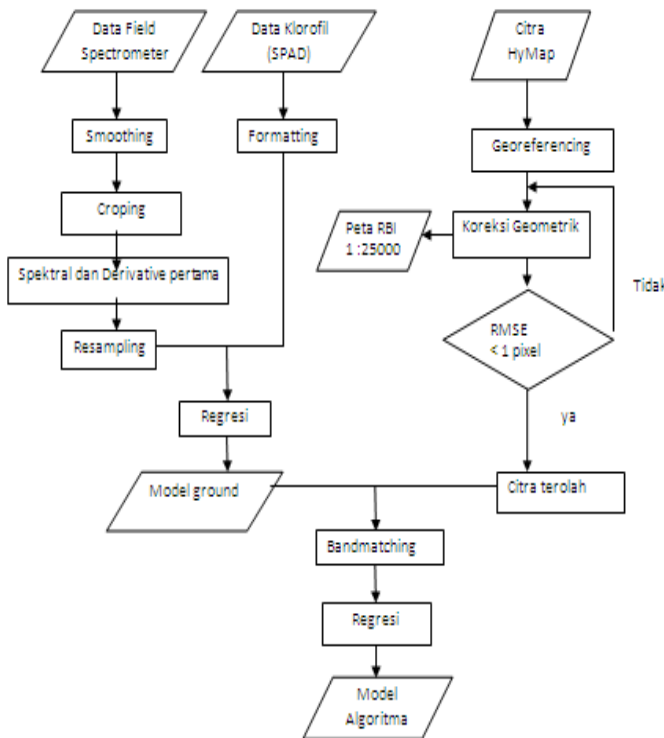 Data Field
Spectrometer
Data Klorofil
(SPAD)
Citra
HyMap
Smoothing
Formatting
Georeferencing
Croping
Peta RBI
1 :25000
Koreksi Geometrik
Spektral dan Derivative pertama
Tidak
Resampling
RMSE
< 1 pixel
Regresi
ya
Model ground
Citra terolah
Bandmatching
Regresi
Model
Algoritma